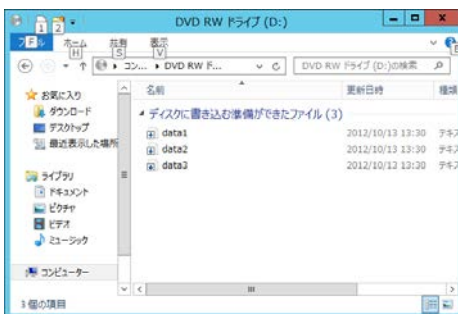 DVD RW ドライブ (D:)
1 2
ファイル ホーム 共有 表示
F H S V
コン... DVD RW ド... DVD RW ドライブ (D:)の検索
お気に入り
ダウンロード
デスクトップ
最近表示した場所
ライブラリ
ドキュメント
ピクチャ
ビデオ
ミュージック
コンピューター
名前 更新日時 種類
ディスクに書き込む準備ができたファイル (3)
data1 2012/10/13 13:30 テキス
data2 2012/10/13 13:30 テキス
data3 2012/10/13 13:30 テキス
3 個の項目